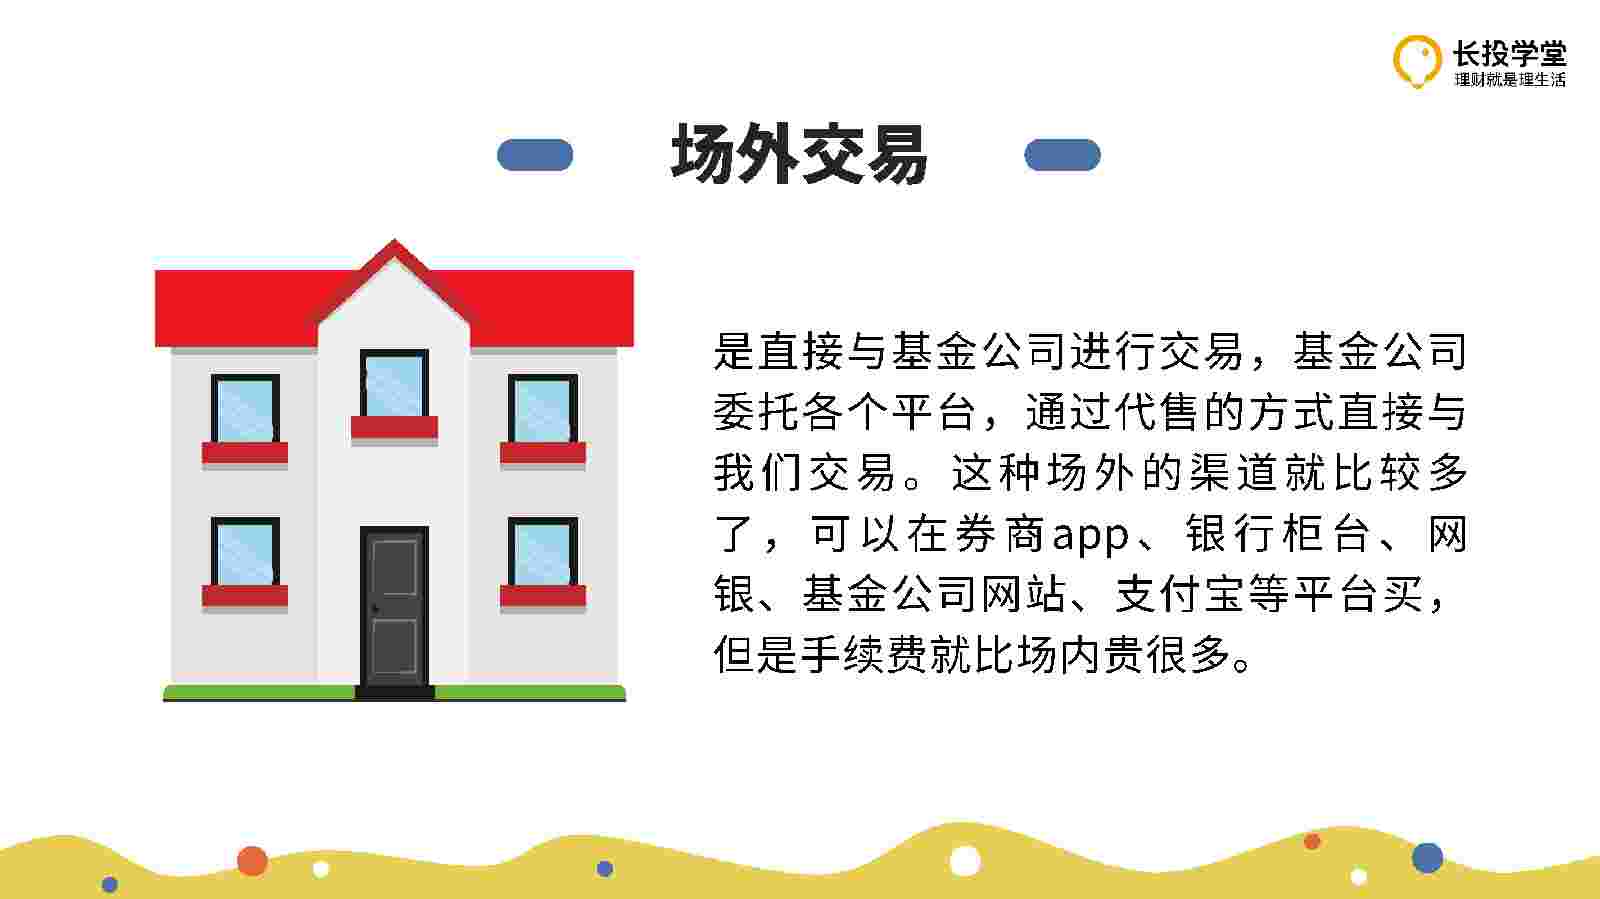 长投学堂
理财就是理生活
场外交易
是直接与基金公司进行交易，基金公司
委托各个平台，通过代售的方式直接与
我们交易。这种场外的渠道就比较多
了，可以在券商app、银行柜台、网
银、基金公司网站、支付宝等平台买，
但是手续费就比场内贵很多。